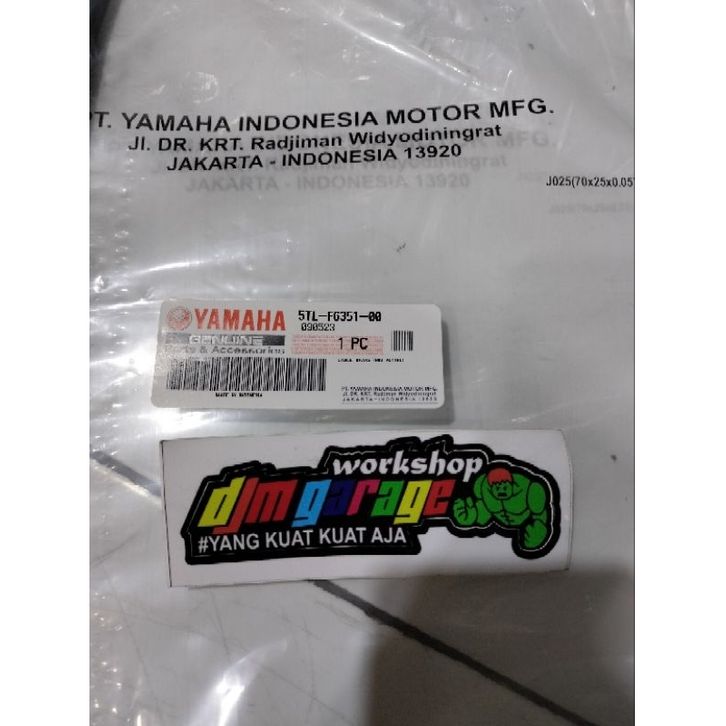 PT. YAMAHA INDONESIA MOTOR MFG.
Jl. DR. KRT. Radjiman Widyodiningrat
JAKARTA - INDONESIA 13920
J025(70x25x0.05
YAMAHA
GENUINE
Parts & Accessories
5TL-FG351-00
090523
1 PC
MADE IN INDONESIA
PT. YAMAHA INDONESIA MOTOR MFG.
Jl. DR. KRT. Radjiman Widyodiningrat
JAKARTA-INDONESIA 13920
workshop
djm garage
#YANG KUAT KUAT AJA